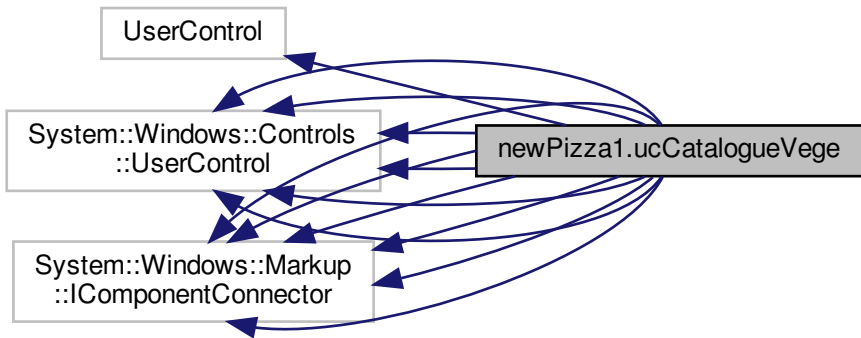 UserControl
System::Windows::Controls
::UserControl
newPizza1.ucCatalogueVege
System::Windows::Markup
::IComponentConnector